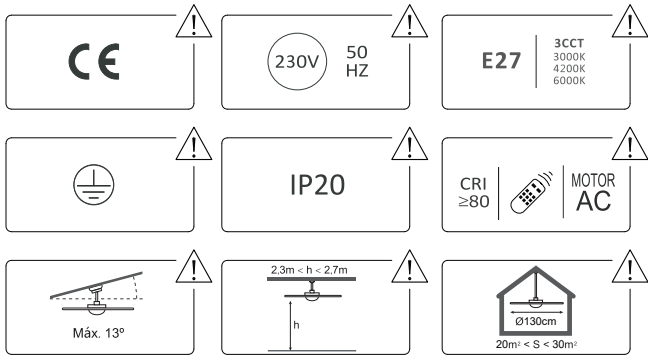 CE
230V
50
HZ
E27
3CCT
3000K
4200K
6000K
IP20
CRI
≥80
MOTOR
AC
Máx. 13º
2,3m < h < 2,7m
h
Ø130cm
20m² < S < 30m²